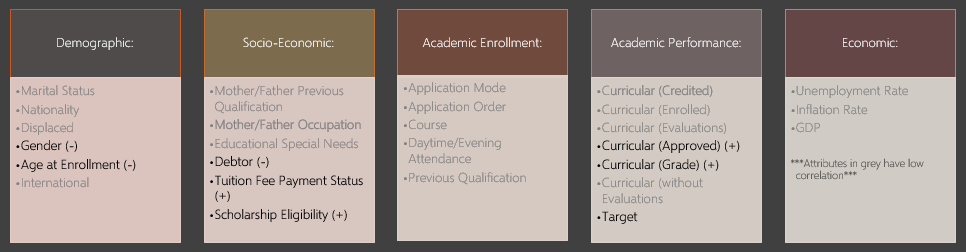 Demographic:
•Marital Status
•Nationality
•Displaced
•Gender (-)
•Age at Enrollment (-)
•International
Socio-Economic:
•Mother/Father Previous
Qualification
•Mother/Father Occupation
•Educational Special Needs
•Debtor (-)
•Tuition Fee Payment Status
(+)
•Scholarship Eligibility (+)
Academic Enrollment:
•Application Mode
•Application Order
•Course
•Daytime/Evening
Attendance
•Previous Qualification
Academic Performance:
•Curricular (Credited)
•Curricular (Enrolled)
•Curricular (Evaluations)
•Curricular (Approved) (+)
•Curricular (Grade) (+)
•Curricular (without
Evaluations
•Target
Economic:
•Unemployment Rate
•Inflation Rate
•GDP
***Attributes in grey have low
correlation***